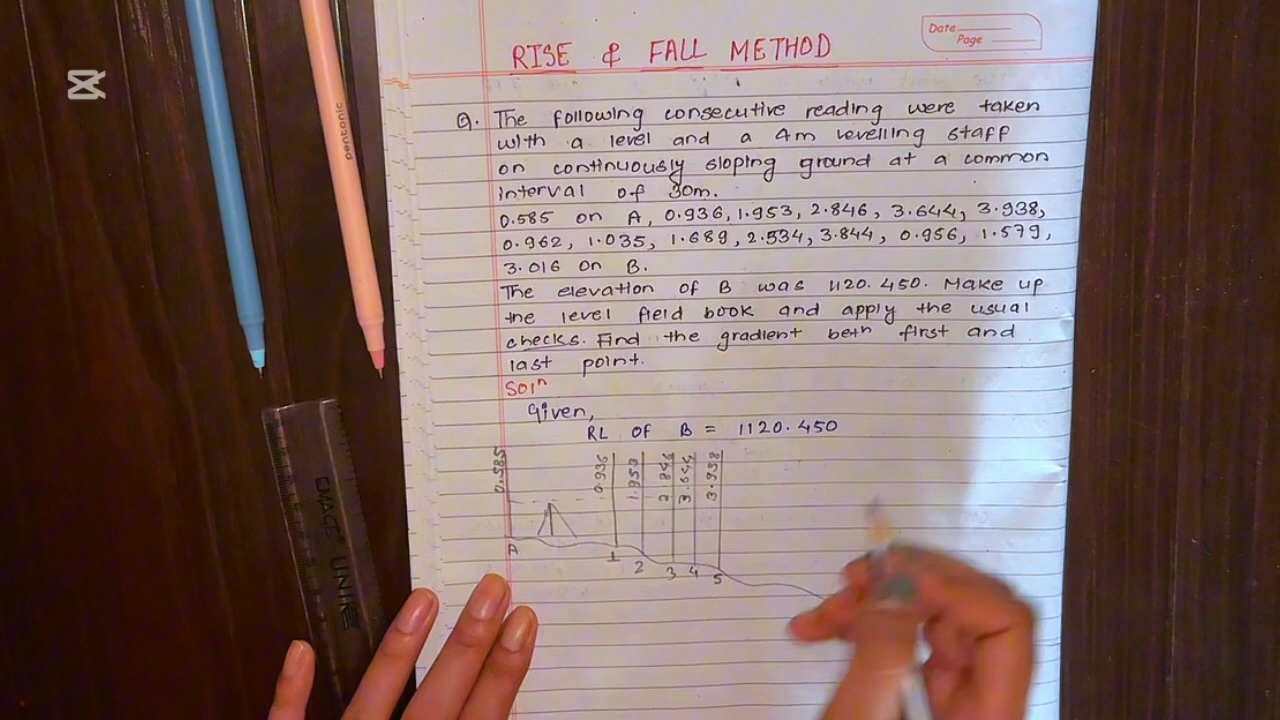 Date
Page
RISE & FALL METHOD
pentonic
Q. The following consecutive reading were taken
with a level and a 4m levelling staff
on continuously sloping ground at a common
interval of 30m.
0.585 on A, 0.936, 1.953, 2.846, 3.644, 3.938,
0.962, 1.035, 1.689, 2.534, 3.844, 0.956, 1.579,
3.016 on B.
The elevation of B was 1120.450. Make up
the level field book and apply the usual
checks. Find the gradient betn first and
last point.
Soln
Given,
RL OF B = 1120.450
0.585
0.936
1.953
2.846
3.644
3.938
A
1
2
3
4
5